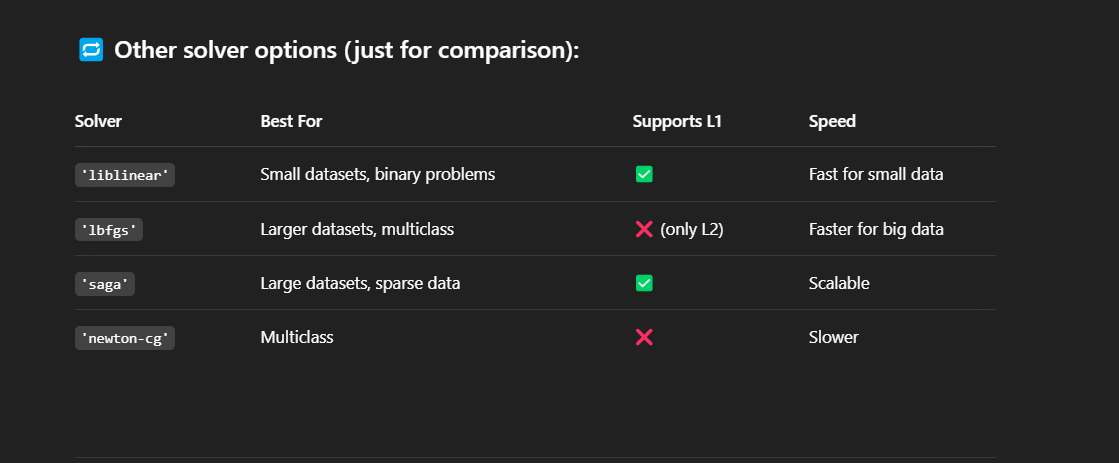 🔁 Other solver options (just for comparison):
Solver Best For Supports L1 Speed
'liblinear' Small datasets, binary problems ✅ Fast for small data
'lbfgs' Larger datasets, multiclass ❌ (only L2) Faster for big data
'saga' Large datasets, sparse data ✅ Scalable
'newton-cg' Multiclass ❌ Slower